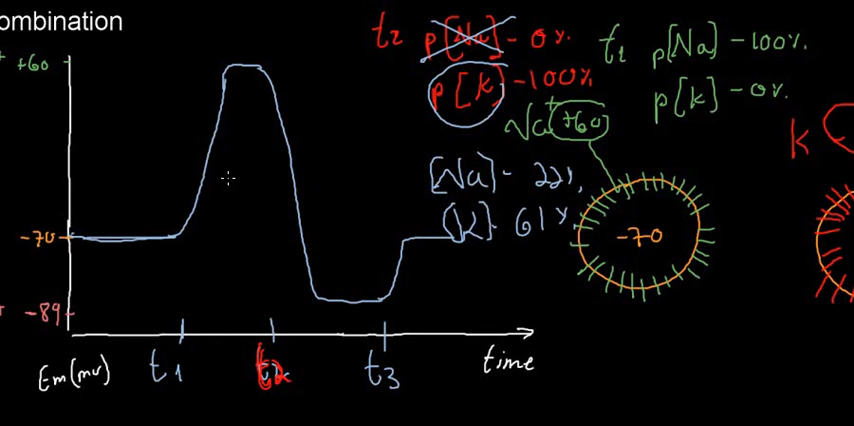 ombination
+60
t2 p[Na] - 0%
p[k] - 100%
t1 p[Na] - 100%
p[k] - 0%
Na+ +60
k
[Na] - 22%
[K] - 61%
-70
-70
-89
Em(mv)
t1
t2
t3
time